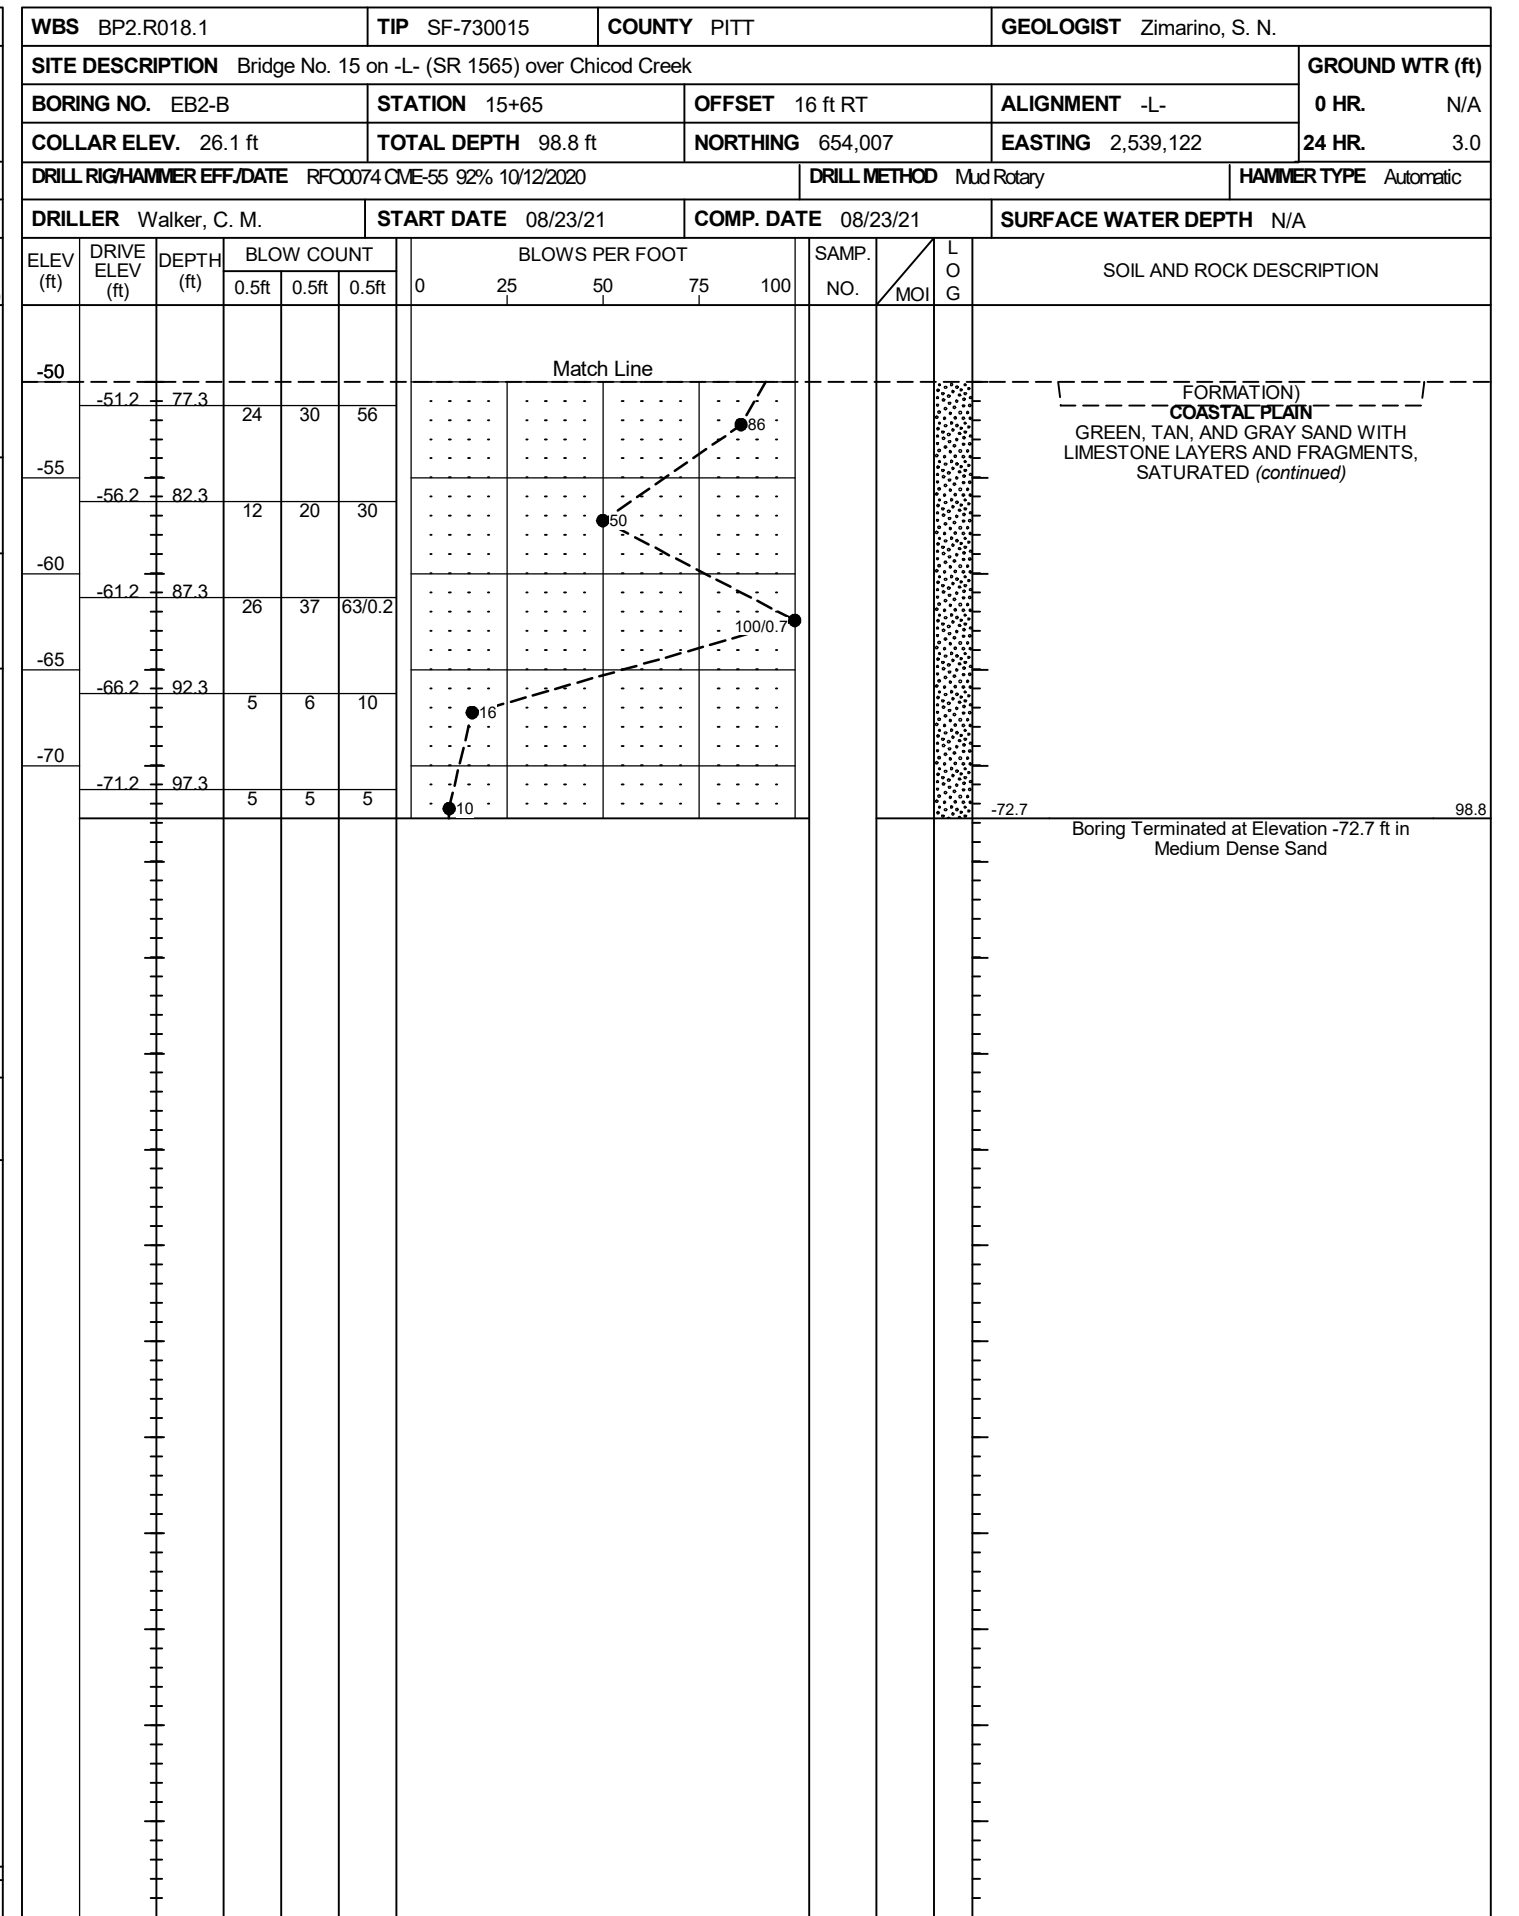 WBS BP2.R018.1 TIP SF-730015 COUNTY PITT GEOLOGIST Zimarino, S. N.
SITE DESCRIPTION Bridge No. 15 on -L- (SR 1565) over Chicod Creek GROUND WTR (ft)
BORING NO. EB2-B STATION 15+65 OFFSET 16 ft RT ALIGNMENT -L- 0 HR. N/A
COLLAR ELEV. 26.1 ft TOTAL DEPTH 98.8 ft NORTHING 654,007 EASTING 2,539,122 24 HR. 3.0
DRILL RIG/HAMMER EFF./DATE RFO0074 CME-55 92% 10/12/2020 DRILL METHOD Mud Rotary HAMMER TYPE Automatic
DRILLER Walker, C. M. START DATE 08/23/21 COMP. DATE 08/23/21 SURFACE WATER DEPTH N/A
ELEV (ft) DRIVE ELEV (ft) DEPTH (ft) BLOW COUNT BLOWS PER FOOT SAMP. NO. MOI LOG SOIL AND ROCK DESCRIPTION
0.5ft 0.5ft 0.5ft 0 25 50 75 100
Match Line
-50
FORMATION)
-51.2 77.3
COASTAL PLAIN
24 30 56 86
GREEN, TAN, AND GRAY SAND WITH
LIMESTONE LAYERS AND FRAGMENTS,
-55
SATURATED (continued)
-56.2 82.3
12 20 30 50
-60
-61.2 87.3
26 37 63/0.2 100/0.7
-65
-66.2 92.3
5 6 10 16
-70
-71.2 97.3
5 5 5 10
-72.7 98.8
Boring Terminated at Elevation -72.7 ft in
Medium Dense Sand